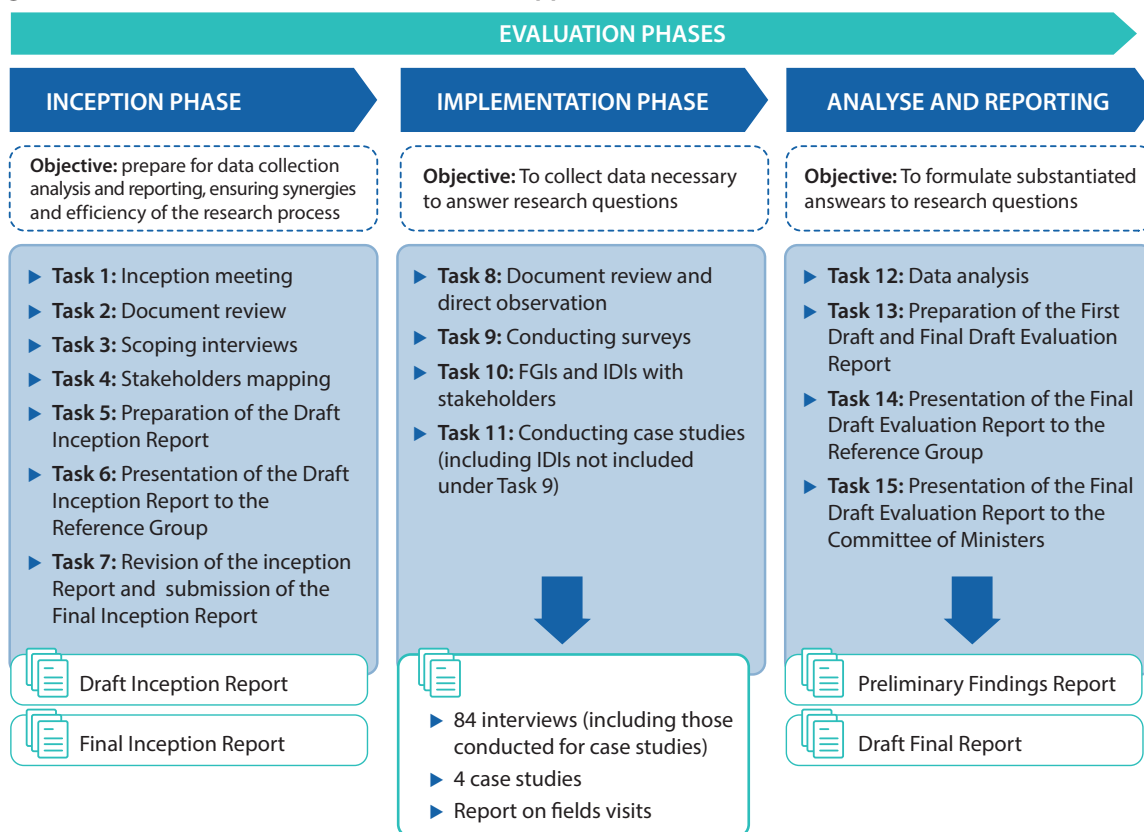 EVALUATION PHASES
INCEPTION PHASE
Objective: prepare for data collection
analysis and reporting, ensuring synergies
and efficiency of the research process
Task 1: Inception meeting
Task 2: Document review
Task 3: Scoping interviews
Task 4: Stakeholders mapping
Task 5: Preparation of the Draft
Inception Report
Task 6: Presentation of the Draft
Inception Report to the
Reference Group
Task 7: Revision of the inception
Report and submission of the
Final Inception Report
Draft Inception Report
Final Inception Report
IMPLEMENTATION PHASE
Objective: To collect data necessary
to answer research questions
Task 8: Document review and
direct observation
Task 9: Conducting surveys
Task 10: FGIs and IDIs with
stakeholders
Task 11: Conducting case studies
(including IDIs not included
under Task 9)
84 interviews (including those
conducted for case studies)
4 case studies
Report on fields visits
ANALYSE AND REPORTING
Objective: To formulate substantiated
answears to research questions
Task 12: Data analysis
Task 13: Preparation of the First
Draft and Final Draft Evaluation
Report
Task 14: Presentation of the Final
Draft Evaluation Report to the
Reference Group
Task 15: Presentation of the Final
Draft Evaluation Report to the
Committee of Ministers
Preliminary Findings Report
Draft Final Report